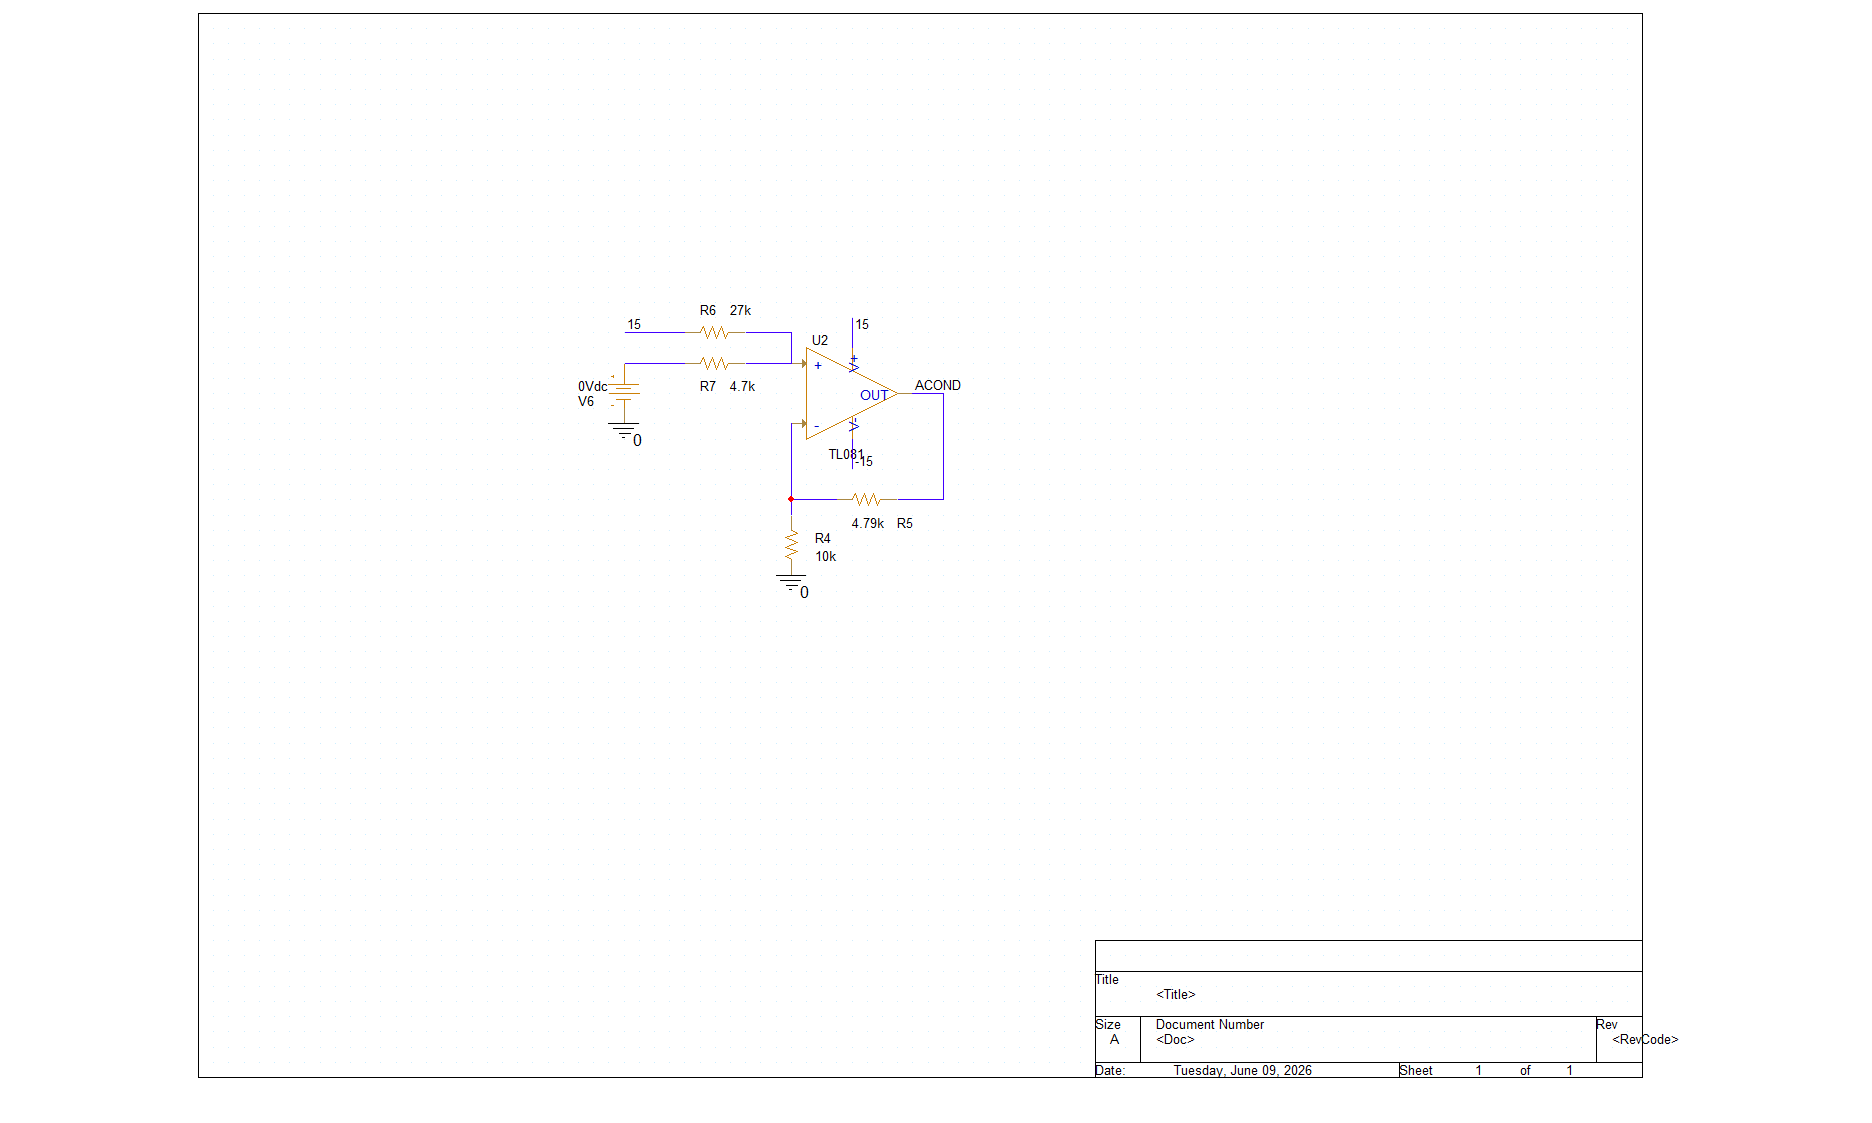 R6 27k
15
15
U2
+
V+
R7 4.7k
0Vdc
V6
+
-
0
OUT
ACOND
-
V-
TL081
-15
4.79k R5
R4
10k
0
Title
<Title>
Size
A
Document Number
<Doc>
Rev
<RevCode>
Date: Tuesday, June 09, 2026 Sheet 1 of 1